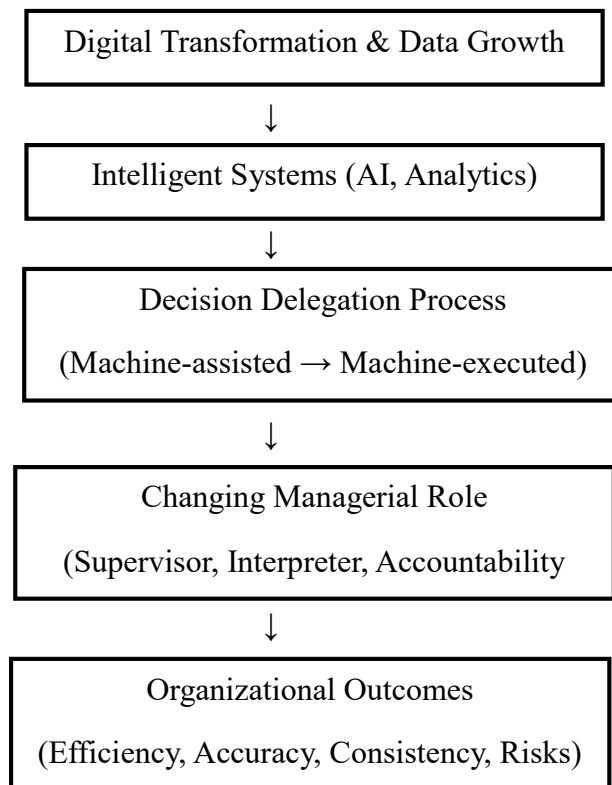 Digital Transformation & Data Growth
↓
Intelligent Systems (AI, Analytics)
↓
Decision Delegation Process
(Machine-assisted → Machine-executed)
↓
Changing Managerial Role
(Supervisor, Interpreter, Accountability
↓
Organizational Outcomes
(Efficiency, Accuracy, Consistency, Risks)